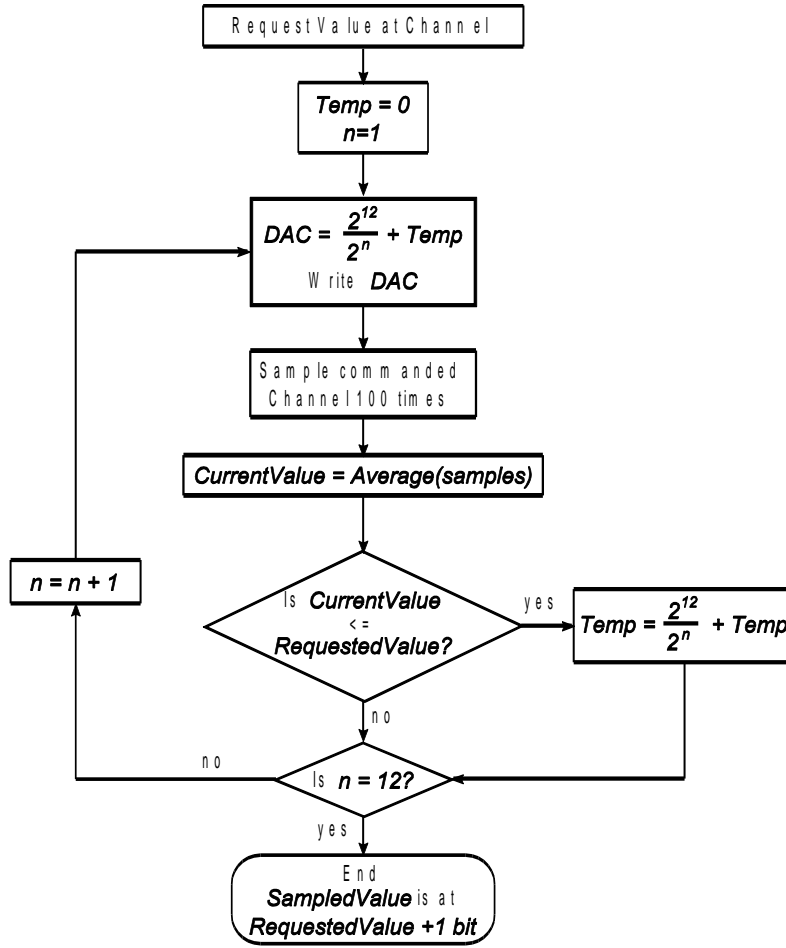 Request Value at Channel
Temp = 0
n=1
DAC = 2^12 / 2^n + Temp
Write DAC
Sample commanded
Channel 100 times
CurrentValue = Average(samples)
n = n + 1
Is CurrentValue
<=
RequestedValue?
yes
Temp = 2^12 / 2^n + Temp
no
no
Is n = 12?
yes
End
SampledValue is at
RequestedValue +1 bit